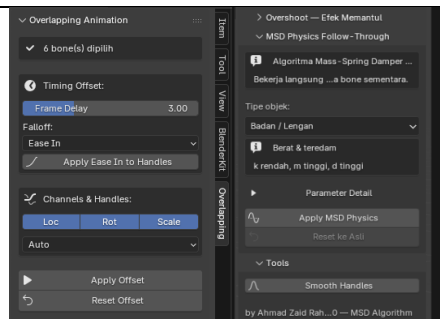 Overlapping Animation
6 bone(s) dipilih
Timing Offset:
Frame Delay 3.00
Falloff:
Ease In
Apply Ease In to Handles
Channels & Handles:
Loc Rot Scale
Auto
Apply Offset
Reset Offset
Item
Tool
View
BlenderKit
Overlapping
Overshoot — Efek Memantul
MSD Physics Follow-Through
Algoritma Mass-Spring Damper ...
Bekerja langsung ...a bone sementara.
Tipe objek:
Badan / Lengan
Berat & teredam
k rendah, m tinggi, d tinggi
Parameter Detail
Apply MSD Physics
Reset ke Asli
Tools
Smooth Handles
by Ahmad Zaid Rah...0 — MSD Algorithm